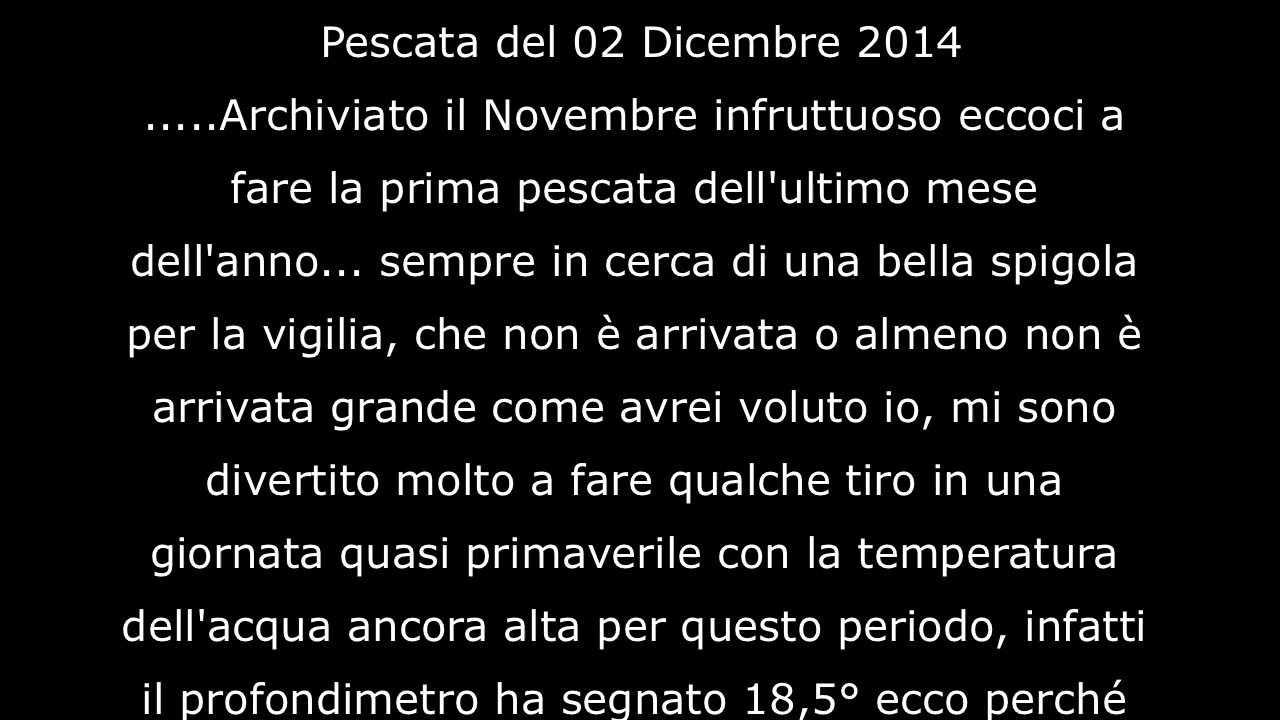 Pescata del 02 Dicembre 2014
.....Archiviato il Novembre infruttuoso eccoci a
fare la prima pescata dell'ultimo mese
dell'anno... sempre in cerca di una bella spigola
per la vigilia, che non è arrivata o almeno non è
arrivata grande come avrei voluto io, mi sono
divertito molto a fare qualche tiro in una
giornata quasi primaverile con la temperatura
dell'acqua ancora alta per questo periodo, infatti
il profondimetro ha segnato 18,5° ecco perché